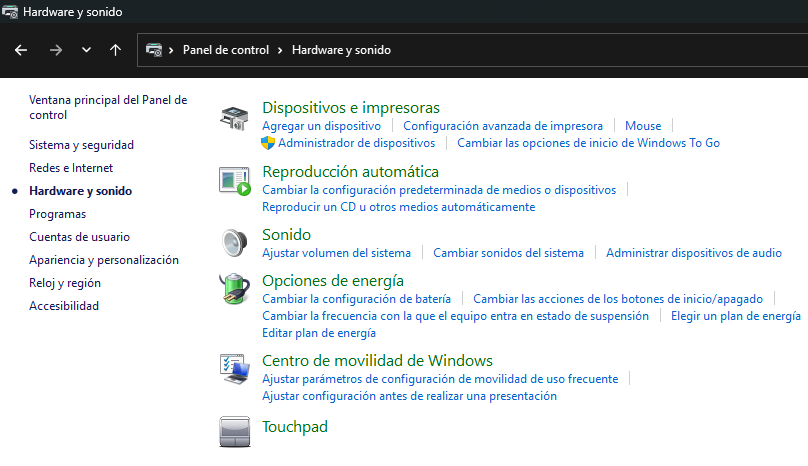 Hardware y sonido
Panel de control > Hardware y sonido
Ventana principal del Panel de
control
Sistema y seguridad
Redes e Internet
Hardware y sonido
Programas
Cuentas de usuario
Apariencia y personalización
Reloj y región
Accesibilidad
Dispositivos e impresoras
Agregar un dispositivo | Configuración avanzada de impresora | Mouse |
Administrador de dispositivos | Cambiar las opciones de inicio de Windows To Go
Reproducción automática
Cambiar la configuración predeterminada de medios o dispositivos |
Reproducir un CD u otros medios automáticamente
Sonido
Ajustar volumen del sistema | Cambiar sonidos del sistema | Administrar dispositivos de audio
Opciones de energía
Cambiar la configuración de batería | Cambiar las acciones de los botones de inicio/apagado |
Cambiar la frecuencia con la que el equipo entra en estado de suspensión | Elegir un plan de energía
Editar plan de energía
Centro de movilidad de Windows
Ajustar parámetros de configuración de movilidad de uso frecuente |
Ajustar configuración antes de realizar una presentación
Touchpad